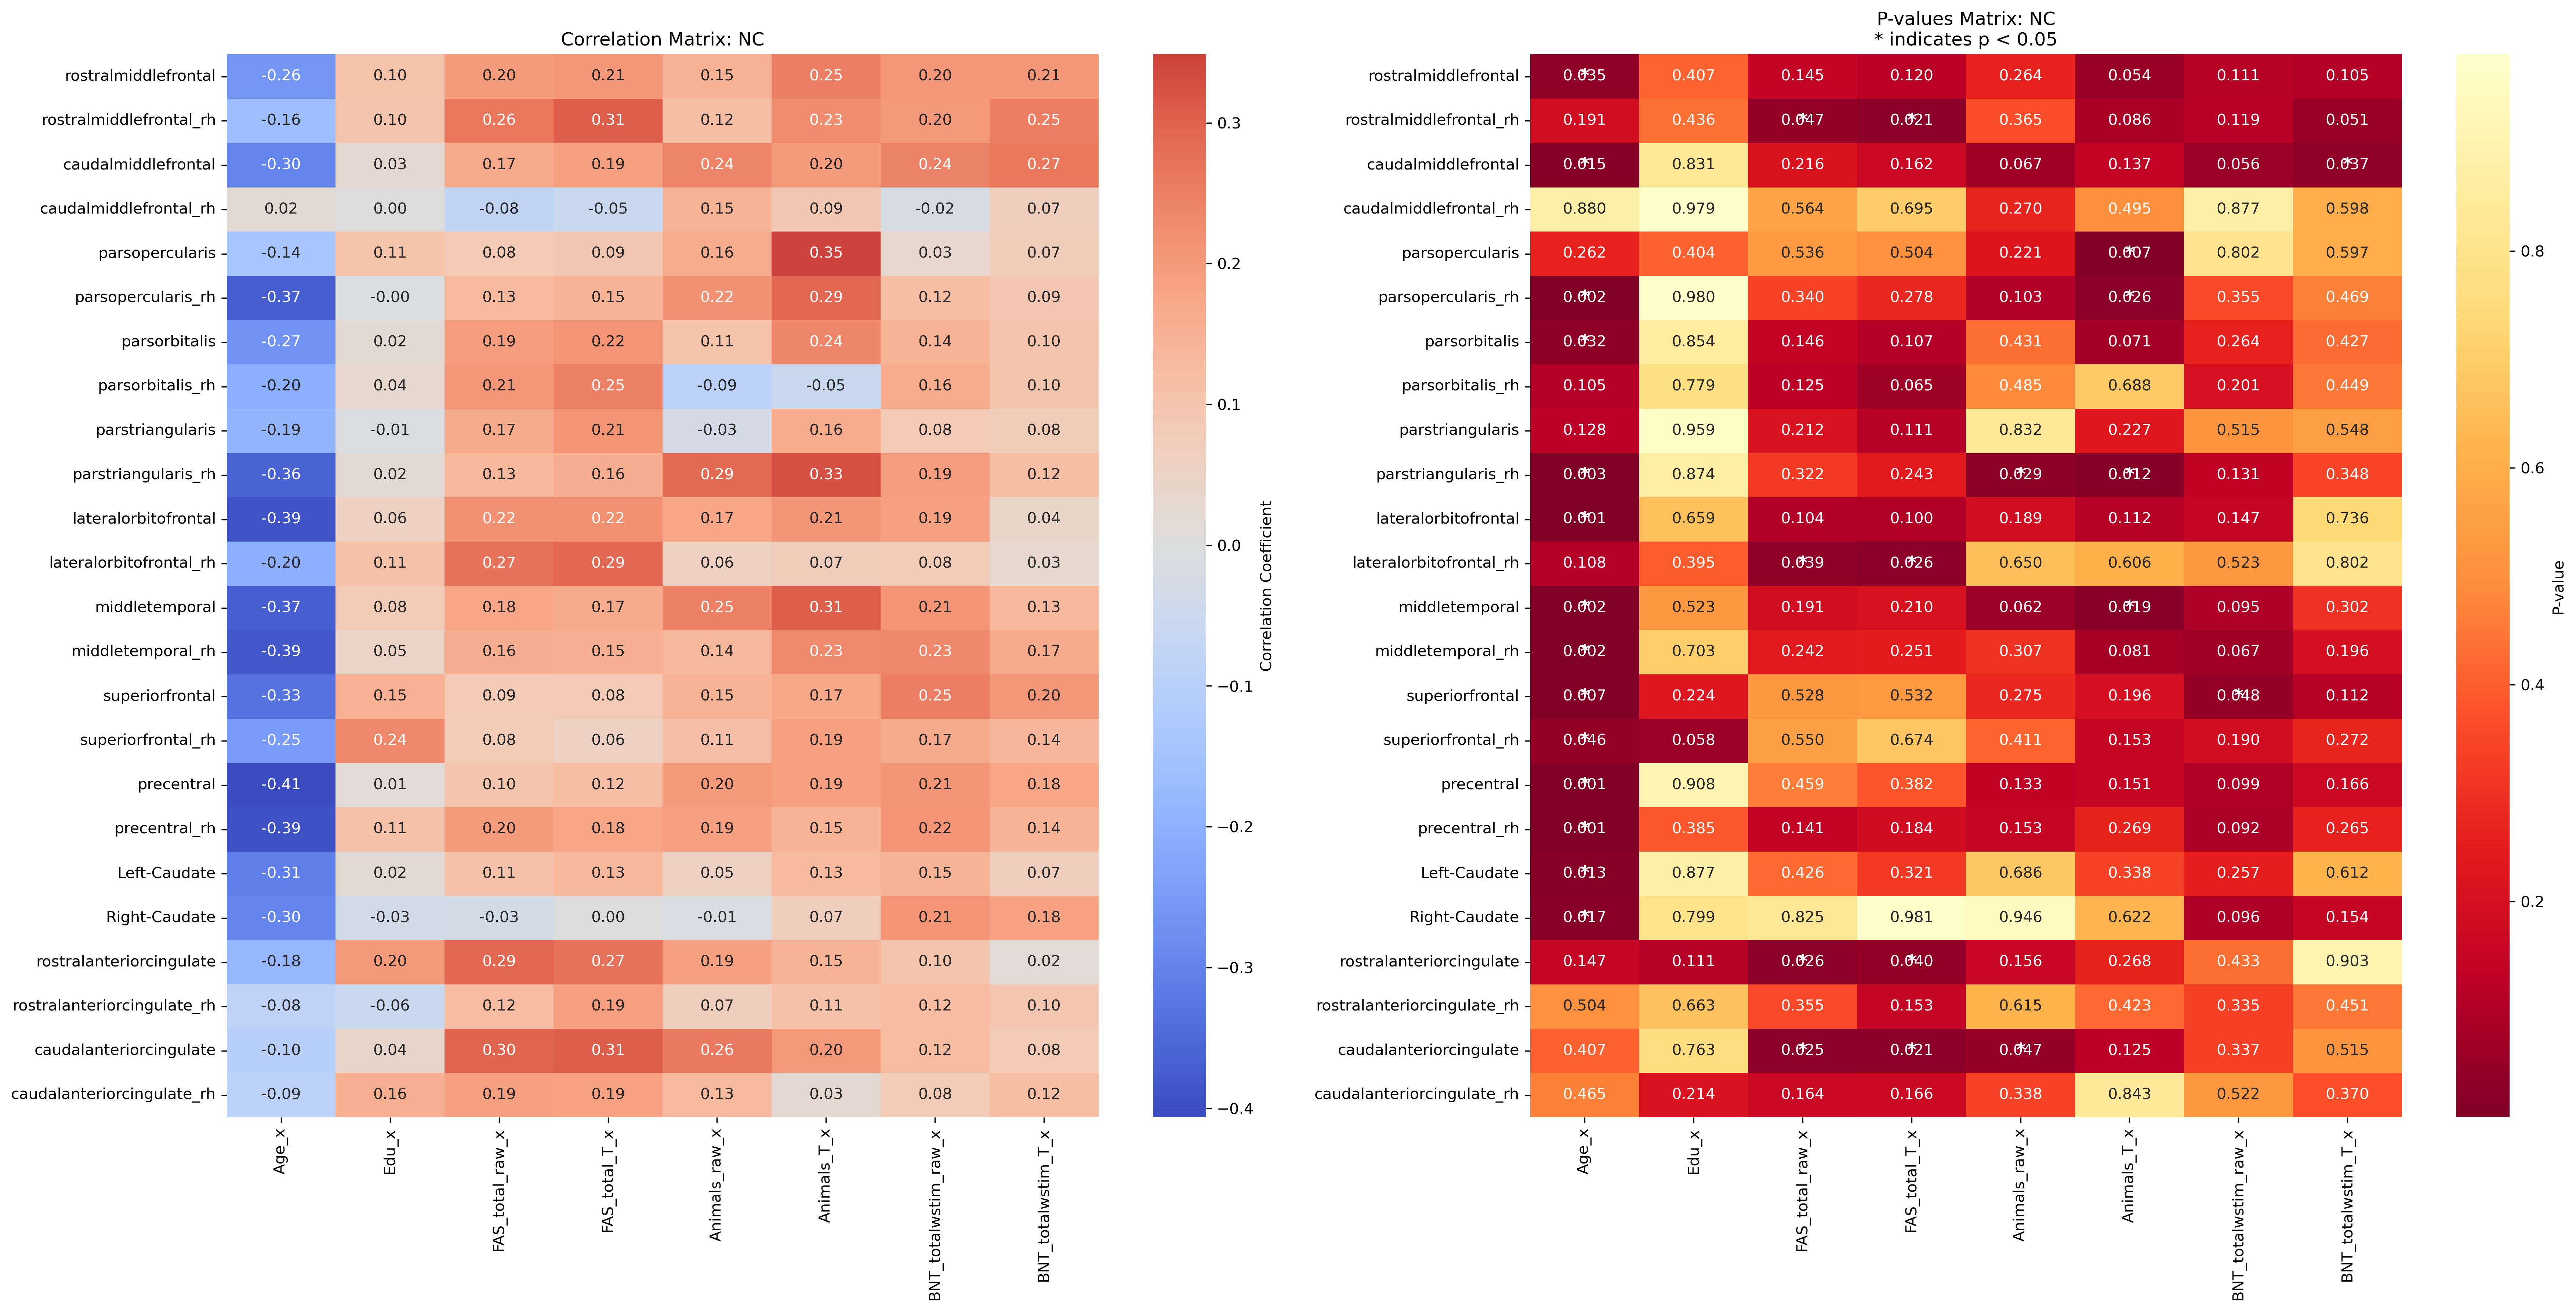 Correlation Matrix: NC
rostralmiddlefrontal -0.26 0.10 0.20 0.21 0.15 0.25 0.20 0.21
rostralmiddlefrontal_rh -0.16 0.10 0.26 0.31 0.12 0.23 0.20 0.25
caudalmiddlefrontal -0.30 0.03 0.17 0.19 0.24 0.20 0.24 0.27
caudalmiddlefrontal_rh 0.02 0.00 -0.08 -0.05 0.15 0.09 -0.02 0.07
parsopercularis -0.14 0.11 0.08 0.09 0.16 0.35 0.03 0.07
parsopercularis_rh -0.37 -0.00 0.13 0.15 0.22 0.29 0.12 0.09
parsorbitalis -0.27 0.02 0.19 0.22 0.11 0.24 0.14 0.10
parsorbitalis_rh -0.20 0.04 0.21 0.25 -0.09 -0.05 0.16 0.10
parstriangularis -0.19 -0.01 0.17 0.21 -0.03 0.16 0.08 0.08
parstriangularis_rh -0.36 0.02 0.13 0.16 0.29 0.33 0.19 0.12
lateralorbitofrontal -0.39 0.06 0.22 0.22 0.17 0.21 0.19 0.04
lateralorbitofrontal_rh -0.20 0.11 0.27 0.29 0.06 0.07 0.08 0.03
middletemporal -0.37 0.08 0.18 0.17 0.25 0.31 0.21 0.13
middletemporal_rh -0.39 0.05 0.16 0.15 0.14 0.23 0.23 0.17
superiorfrontal -0.33 0.15 0.09 0.08 0.15 0.17 0.25 0.20
superiorfrontal_rh -0.25 0.24 0.08 0.06 0.11 0.19 0.17 0.14
precentral -0.41 0.01 0.10 0.12 0.20 0.19 0.21 0.18
precentral_rh -0.39 0.11 0.20 0.18 0.19 0.15 0.22 0.14
Left-Caudate -0.31 0.02 0.11 0.13 0.05 0.13 0.15 0.07
Right-Caudate -0.30 -0.03 -0.03 0.00 -0.01 0.07 0.21 0.18
rostralanteriorcingulate -0.18 0.20 0.29 0.27 0.19 0.15 0.10 0.02
rostralanteriorcingulate_rh -0.08 -0.06 0.12 0.19 0.07 0.11 0.12 0.10
caudalanteriorcingulate -0.10 0.04 0.30 0.31 0.26 0.20 0.12 0.08
caudalanteriorcingulate_rh -0.09 0.16 0.19 0.19 0.13 0.03 0.08 0.12
Age_x Edu_x FAS_total_raw_x FAS_total_T_x Animals_raw_x Animals_T_x BNT_totalwstim_raw_x BNT_totalwstim_T_x
0.3
0.2
0.1
0.0
−0.1
−0.2
−0.3
−0.4
Correlation Coefficient
P-values Matrix: NC
* indicates p < 0.05
rostralmiddlefrontal 0.035* 0.407 0.145 0.120 0.264 0.054 0.111 0.105
rostralmiddlefrontal_rh 0.191 0.436 0.047* 0.021* 0.365 0.086 0.119 0.051
caudalmiddlefrontal 0.015* 0.831 0.216 0.162 0.067 0.137 0.056 0.037*
caudalmiddlefrontal_rh 0.880 0.979 0.564 0.695 0.270 0.495 0.877 0.598
parsopercularis 0.262 0.404 0.536 0.504 0.221 0.007* 0.802 0.597
parsopercularis_rh 0.002* 0.980 0.340 0.278 0.103 0.026* 0.355 0.469
parsorbitalis 0.032* 0.854 0.146 0.107 0.431 0.071 0.264 0.427
parsorbitalis_rh 0.105 0.779 0.125 0.065 0.485 0.688 0.201 0.449
parstriangularis 0.128 0.959 0.212 0.111 0.832 0.227 0.515 0.548
parstriangularis_rh 0.003* 0.874 0.322 0.243 0.029* 0.012* 0.131 0.348
lateralorbitofrontal 0.001* 0.659 0.104 0.100 0.189 0.112 0.147 0.736
lateralorbitofrontal_rh 0.108 0.395 0.039* 0.026* 0.650 0.606 0.523 0.802
middletemporal 0.002* 0.523 0.191 0.210 0.062 0.019* 0.095 0.302
middletemporal_rh 0.002* 0.703 0.242 0.251 0.307 0.081 0.067 0.196
superiorfrontal 0.007* 0.224 0.528 0.532 0.275 0.196 0.048* 0.112
superiorfrontal_rh 0.046* 0.058 0.550 0.674 0.411 0.153 0.190 0.272
precentral 0.001* 0.908 0.459 0.382 0.133 0.151 0.099 0.166
precentral_rh 0.001* 0.385 0.141 0.184 0.153 0.269 0.092 0.265
Left-Caudate 0.013* 0.877 0.426 0.321 0.686 0.338 0.257 0.612
Right-Caudate 0.017* 0.799 0.825 0.981 0.946 0.622 0.096 0.154
rostralanteriorcingulate 0.147 0.111 0.026* 0.040* 0.156 0.268 0.433 0.903
rostralanteriorcingulate_rh 0.504 0.663 0.355 0.153 0.615 0.423 0.335 0.451
caudalanteriorcingulate 0.407 0.763 0.025* 0.021* 0.047* 0.125 0.337 0.515
caudalanteriorcingulate_rh 0.465 0.214 0.164 0.166 0.338 0.843 0.522 0.370
Age_x Edu_x FAS_total_raw_x FAS_total_T_x Animals_raw_x Animals_T_x BNT_totalwstim_raw_x BNT_totalwstim_T_x
0.8
0.6
0.4
0.2
P-value